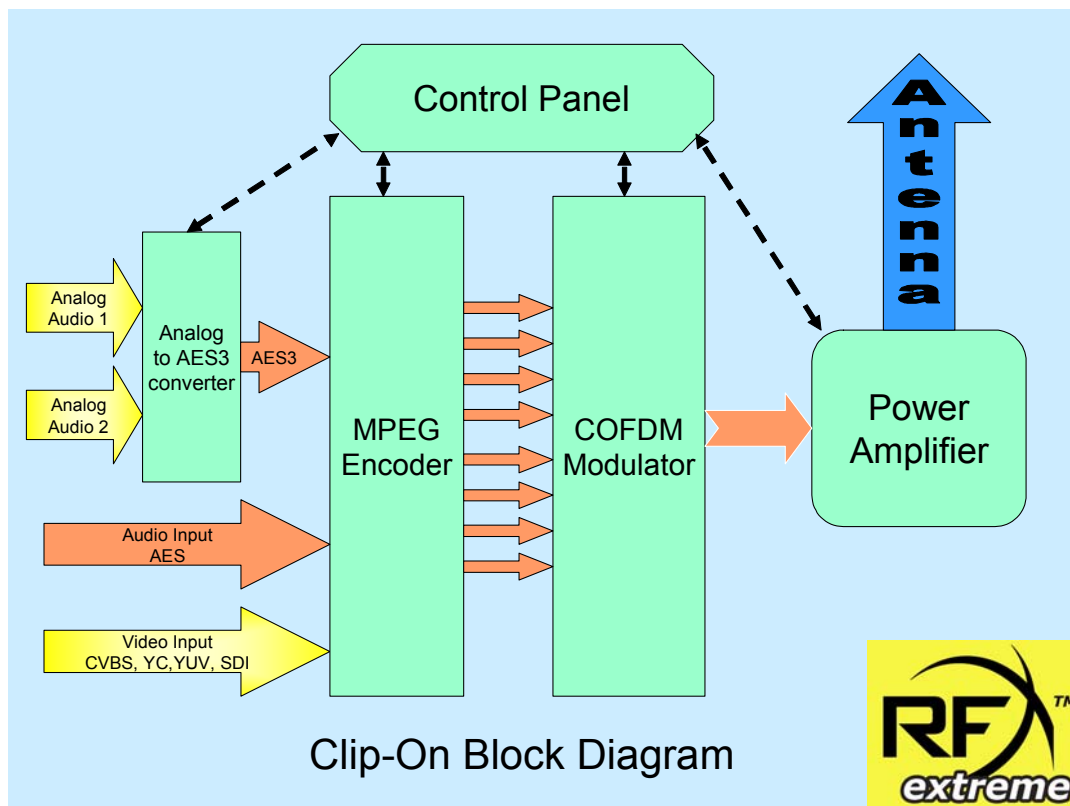 Control Panel
Antenna
Analog
Audio 1
Analog
Audio 2
Analog
to AES3
converter
AES3
MPEG
Encoder
COFDM
Modulator
Power
Amplifier
Audio Input
AES
Video Input
CVBS, YC,YUV, SDI
Clip-On Block Diagram
RFX TM
extreme